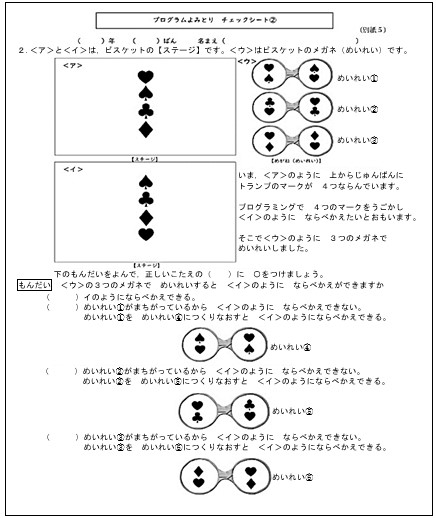 プログラムよみとり チェックシート②
(別紙５)
(　　)年 (　　)ばん 名まえ(　　　　　　　　)
２．＜ア＞と＜イ＞は、ビスケットの【ステージ】です。＜ウ＞はビスケットのメガネ（めいれい）です。
＜ア＞
【ステージ】
＜ウ＞
めいれい①
めいれい②
めいれい③
【めがね（めいれい）】
＜イ＞
【ステージ】
いま、＜ア＞のように 上からじゅんばんに
トランプのマークが ４つならんでいます。
プログラミングで ４つのマークをうごかし
＜イ＞のように ならべかえたいとおもいます。
そこで＜ウ＞のように ３つのメガネで
めいれいしました。
下のもんだいをよんで、正しいこたえの（　　）に ○をつけましょう。
もんだい ＜ウ＞の３つのメガネで めいれいすると ＜イ＞のように ならべかえができますか
（　　）イのようにならべかえできる。
（　　）めいれい①がまちがっているから ＜イ＞のように ならべかえできない。
めいれい①を めいれい④につくりなおすと ＜イ＞のようにならべかえできる。
めいれい④
（　　）めいれい②がまちがっているから ＜イ＞のように ならべかえできない。
めいれい②を めいれい⑤につくりなおすと ＜イ＞のようにならべかえできる。
めいれい⑤
（　　）めいれい③がまちがっているから ＜イ＞のように ならべかえできない。
めいれい③を めいれい⑥につくりなおすと ＜イ＞のようにならべかえできる。
めいれい⑥